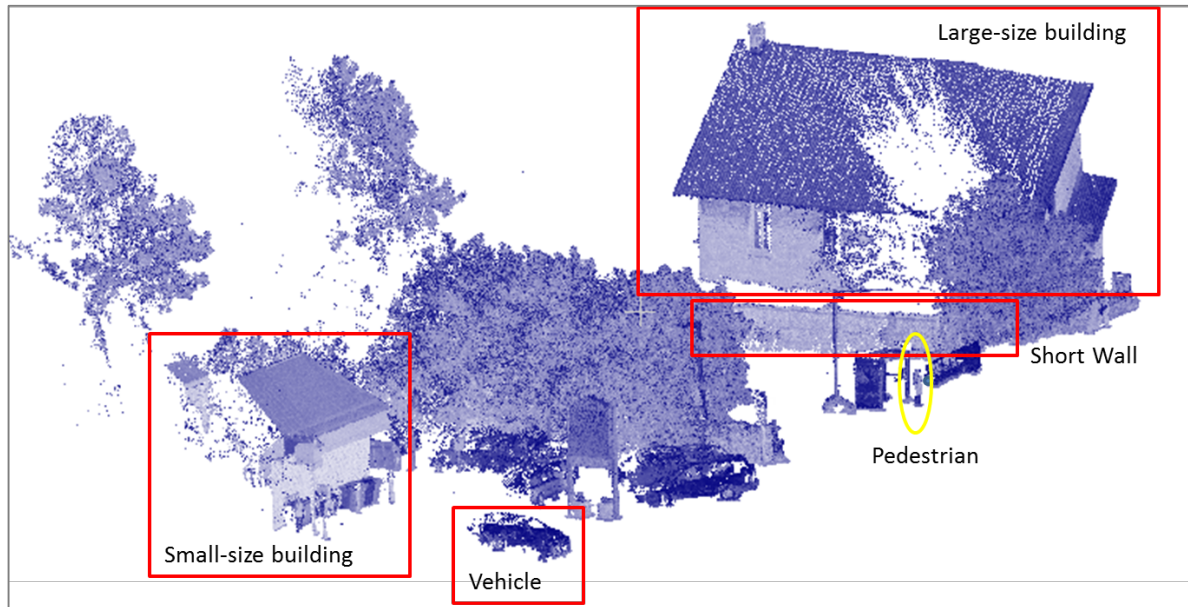 Large-size building
Short Wall
Pedestrian
Small-size building
Vehicle